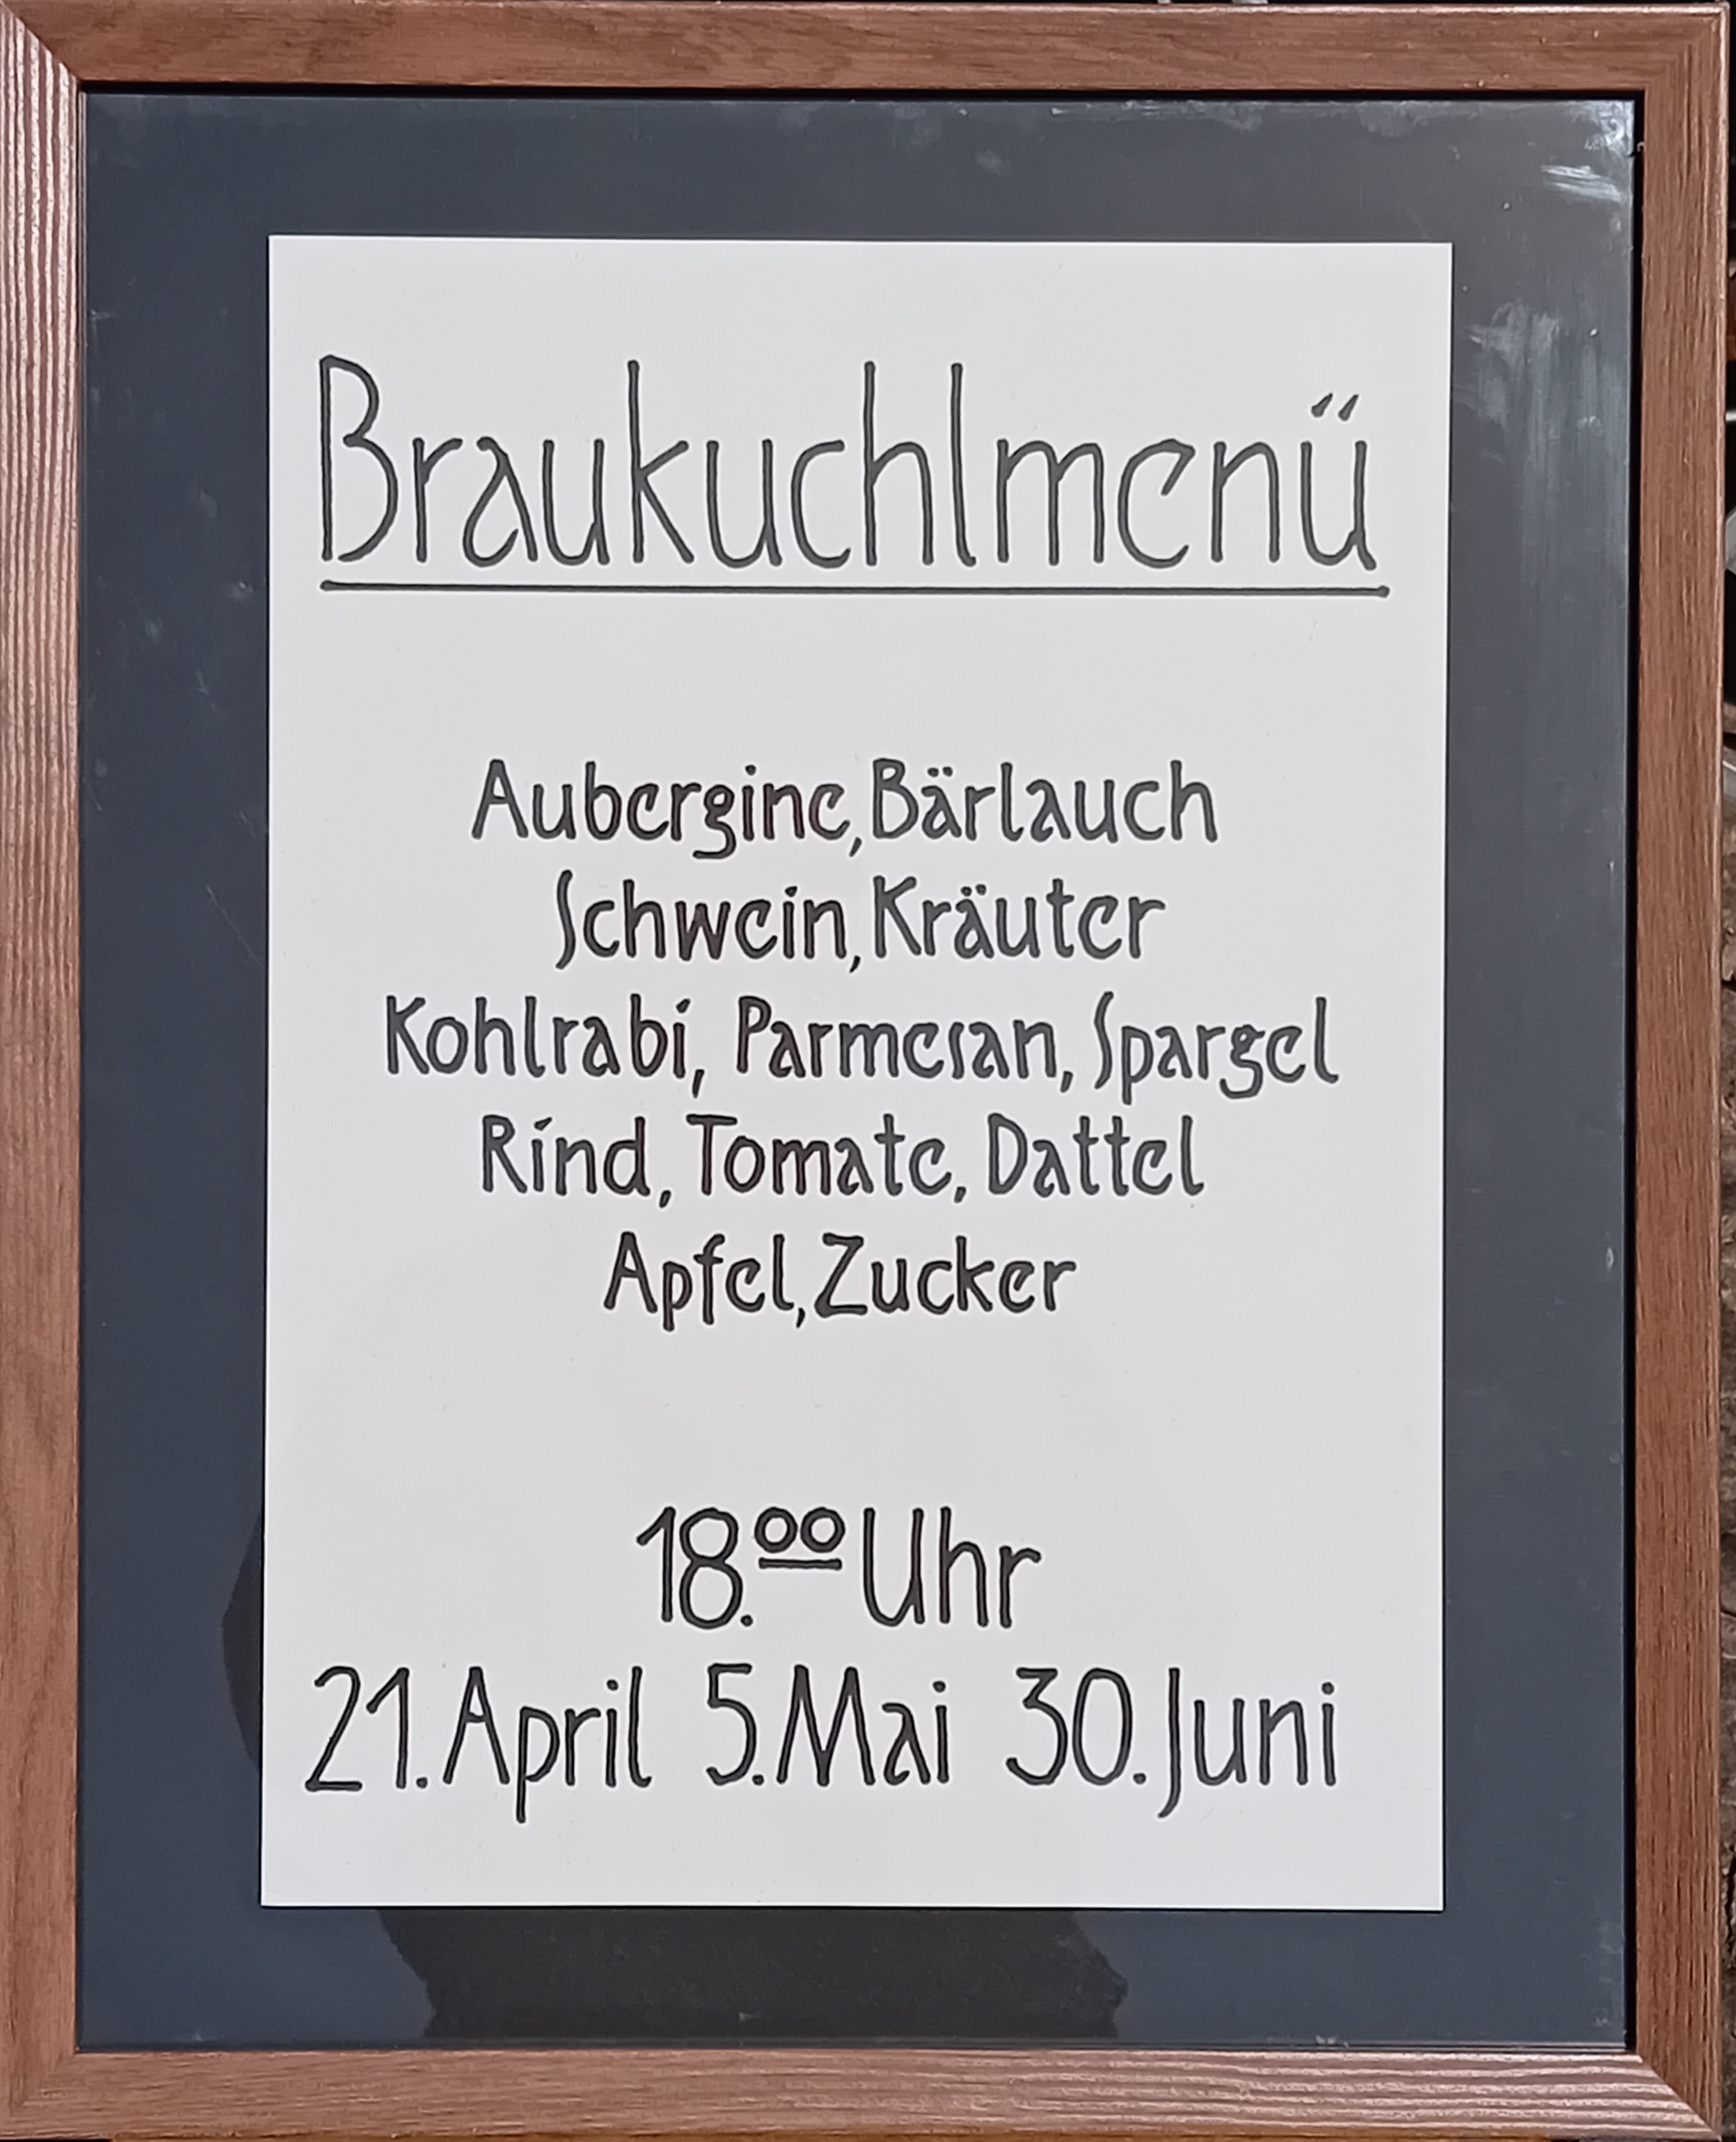 Braukuchlmenü
Aubergine, Bärlauch
Schwein, Kräuter
Kohlrabi, Parmesan, Spargel
Rind, Tomate, Dattel
Apfel, Zucker
18.00 Uhr
21. April 5. Mai 30. Juni